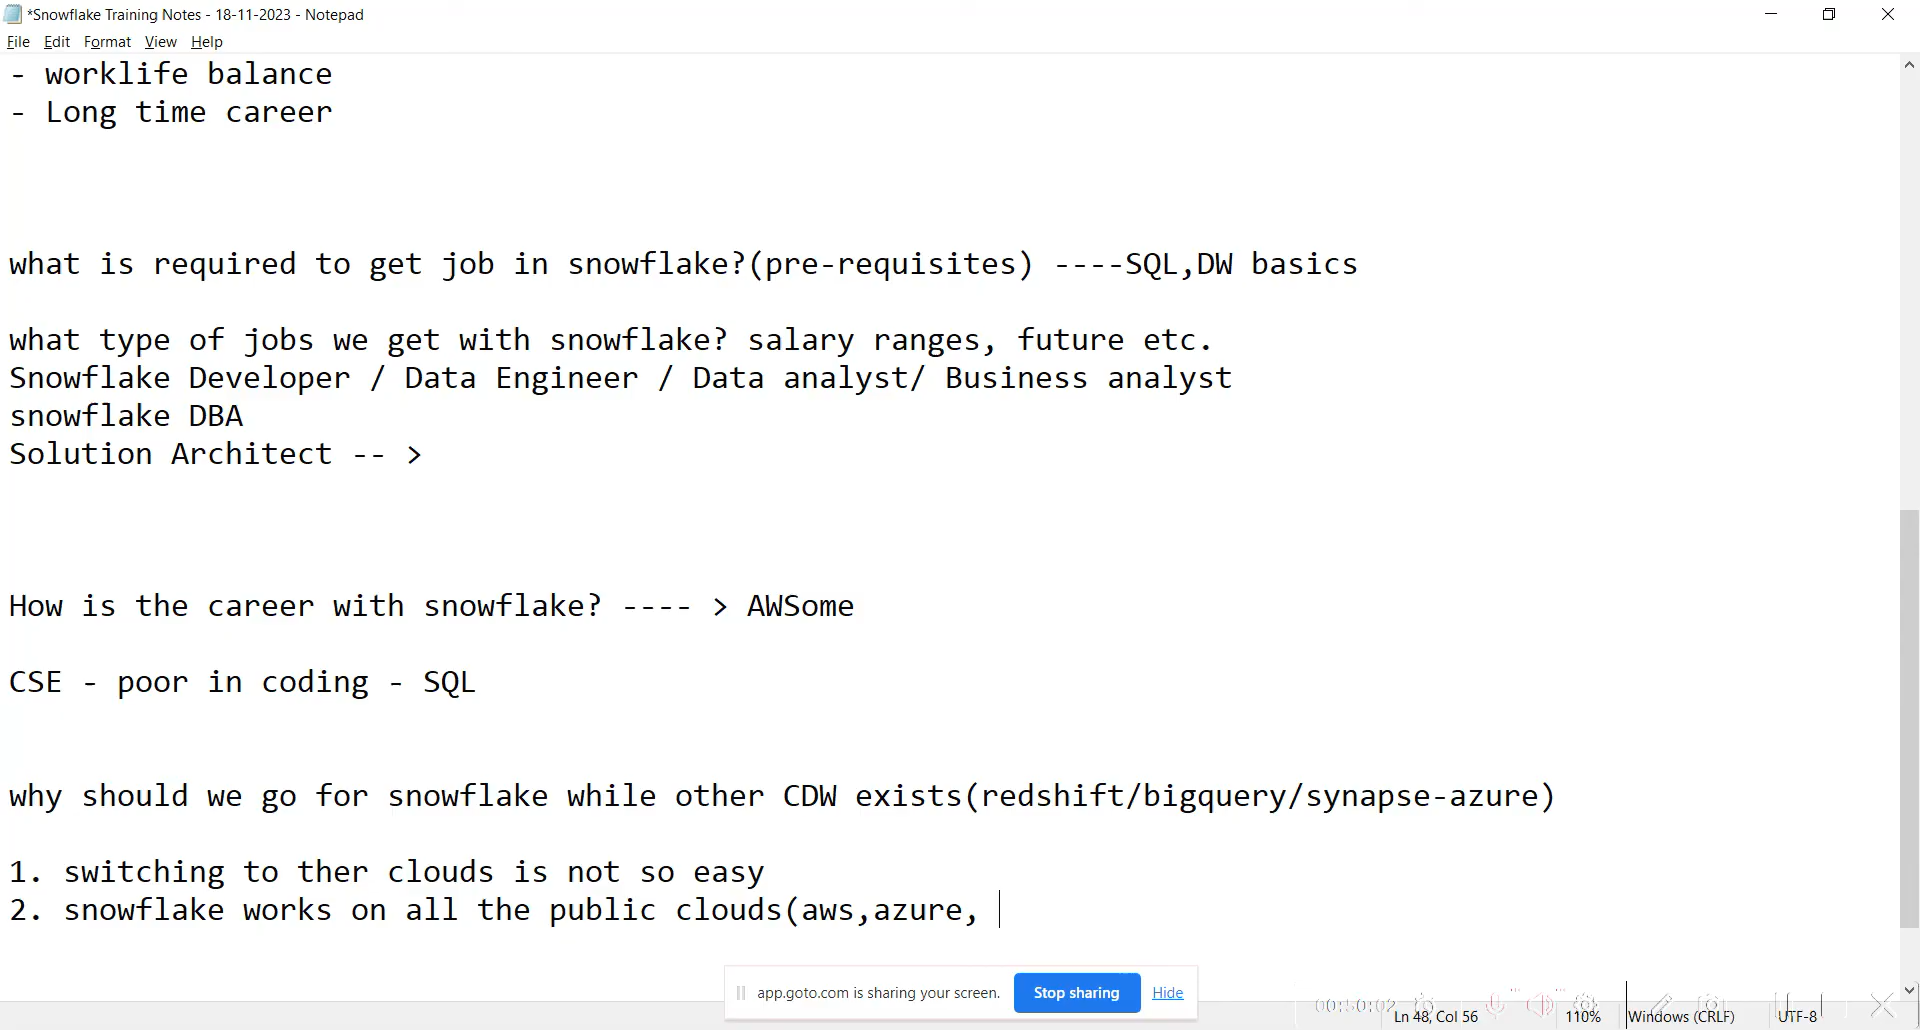 *Snowflake Training Notes - 18-11-2023 - Notepad
File Edit Format View Help
- worklife balance
- Long time career
what is required to get job in snowflake?(pre-requisites) ----SQL,DW basics
what type of jobs we get with snowflake? salary ranges, future etc.
Snowflake Developer / Data Engineer / Data analyst/ Business analyst
snowflake DBA
Solution Architect -- >
How is the career with snowflake? ---- > AWSome
CSE - poor in coding - SQL
why should we go for snowflake while other CDW exists(redshift/bigquery/synapse-azure)
1. switching to ther clouds is not so easy
2. snowflake works on all the public clouds(aws,azure,
app.goto.com is sharing your screen. Stop sharing Hide
00:50:02
Ln 48, Col 56 110% Windows (CRLF) UTF-8